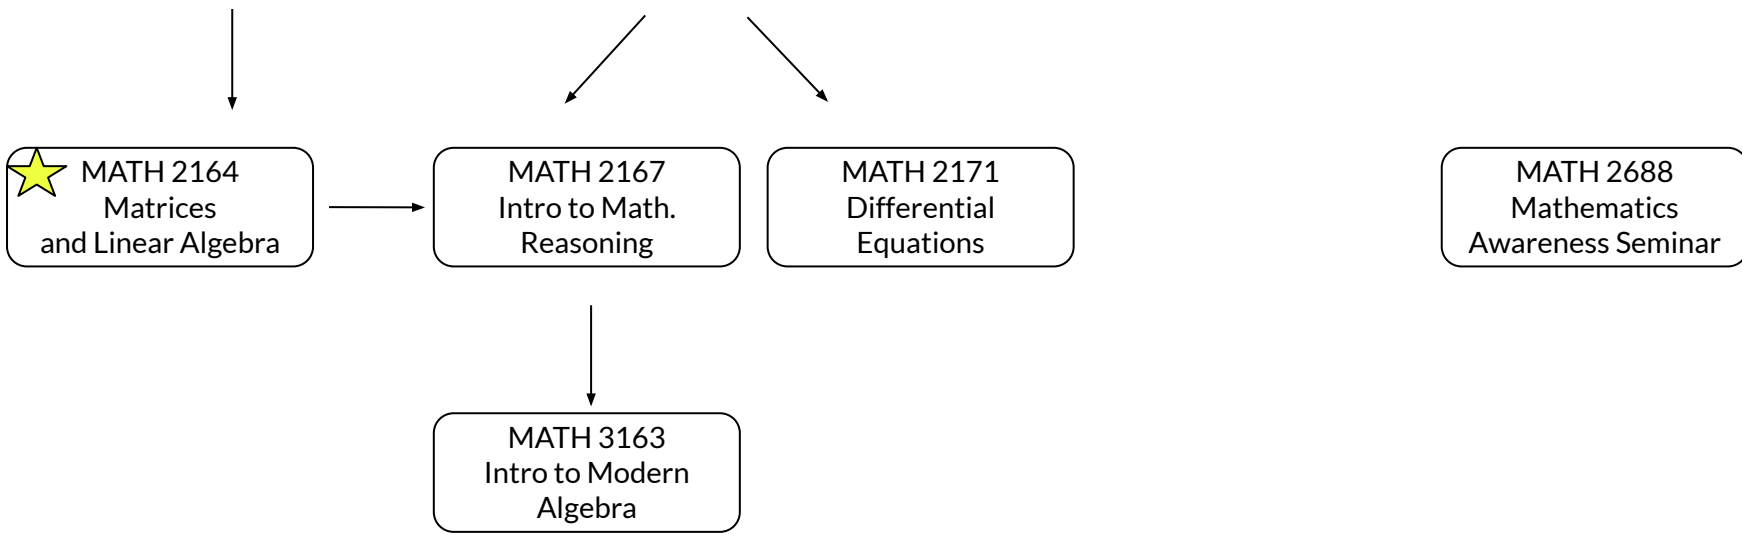 MATH 2164
Matrices
and Linear Algebra
MATH 2167
Intro to Math.
Reasoning
MATH 2171
Differential
Equations
MATH 2688
Mathematics
Awareness Seminar
MATH 3163
Intro to Modern
Algebra